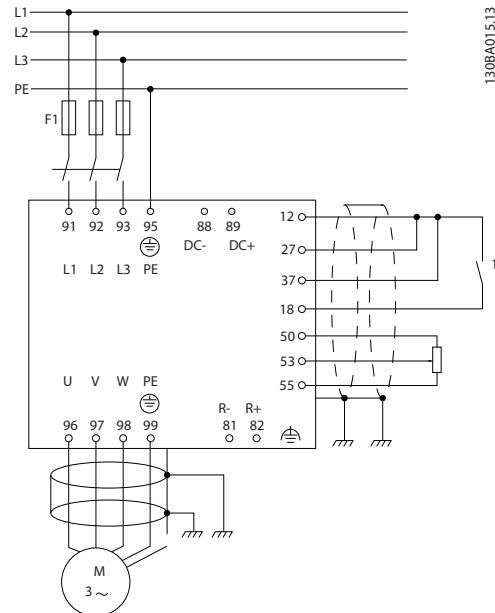 L1
L2
L3
PE
F1
130BA015.13
91 92 93 95 88 89
DC- DC+
L1 L2 L3 PE
12
27
37
18
50
53
55
1
U V W PE
R- R+
96 97 98 99 81 82
M
3 ~